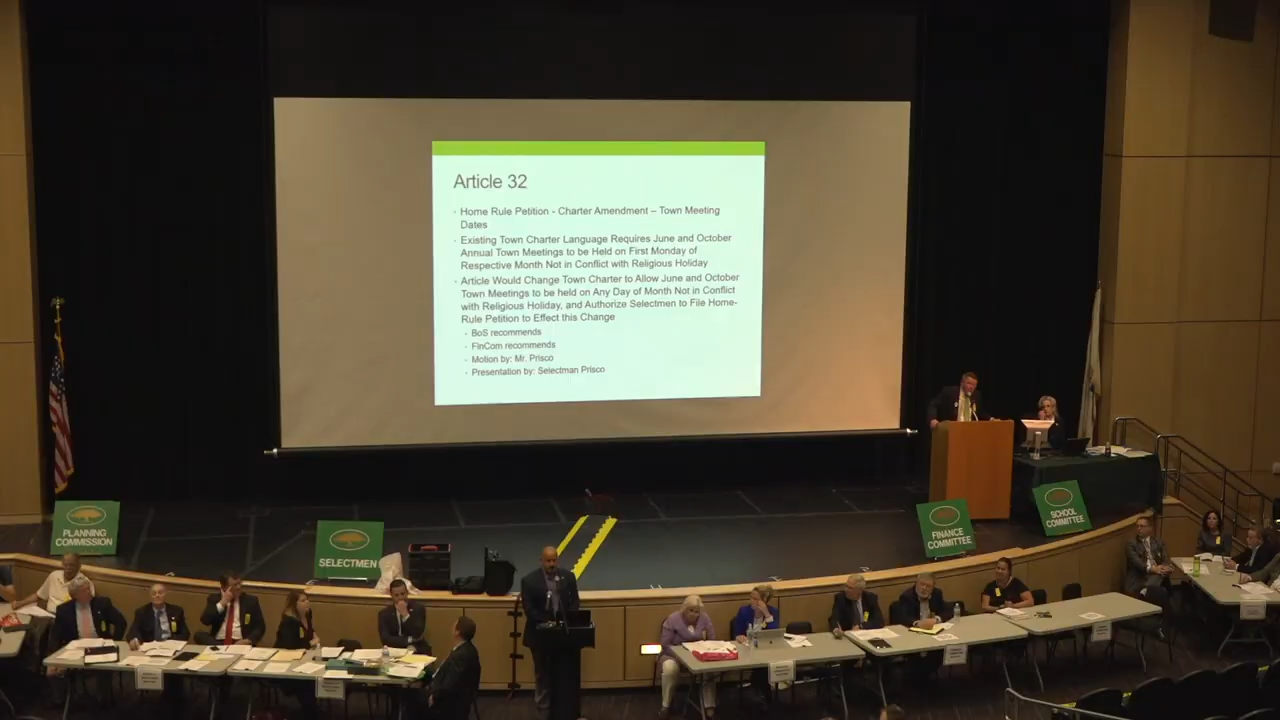 Article 32
- Home Rule Petition - Charter Amendment – Town Meeting
Dates
- Existing Town Charter Language Requires June and October
Annual Town Meetings to be Held on First Monday of
Respective Month Not in Conflict with Religious Holiday
- Article Would Change Town Charter to Allow June and October
Town Meetings to be held on Any Day of Month Not in Conflict
with Religious Holiday, and Authorize Selectmen to File Home-
Rule Petition to Effect this Change
- BoS recommends
- FinCom recommends
- Motion by: Mr. Prisco
- Presentation by: Selectman Prisco
PLANNING
COMMISSION
SELECTMEN
FINANCE
COMMITTEE
SCHOOL
COMMITTEE